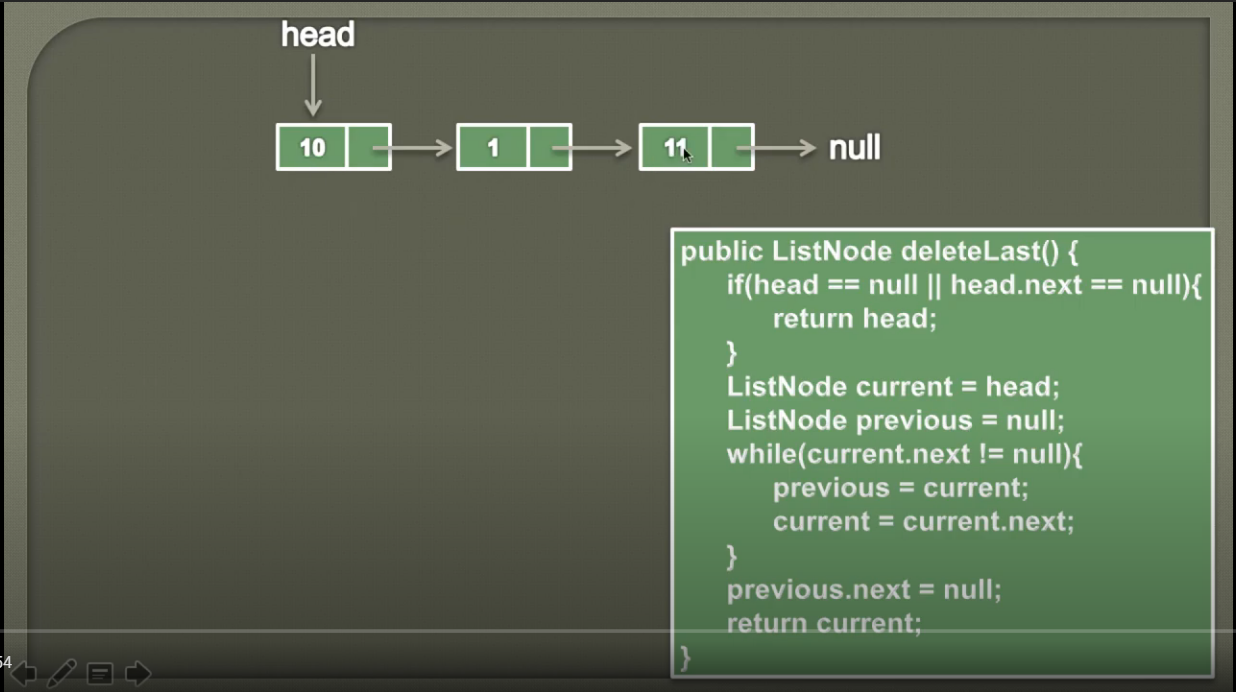 head
10 1 11 null
public ListNode deleteLast() {
if(head == null || head.next == null){
return head;
}
ListNode current = head;
ListNode previous = null;
while(current.next != null){
previous = current;
current = current.next;
}
previous.next = null;
return current;
}
54